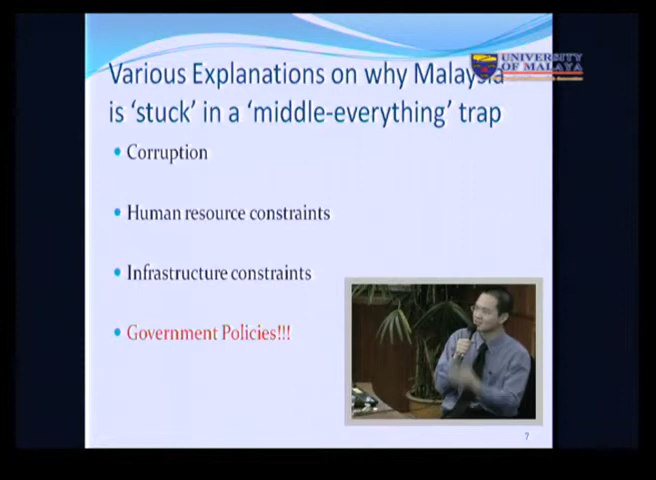 Various Explanations on why Malaysia
UNIVERSITY
OF MALAYA
is ‘stuck’ in a ‘middle-everything’ trap
• Corruption
• Human resource constraints
• Infrastructure constraints
• Government Policies!!!
7